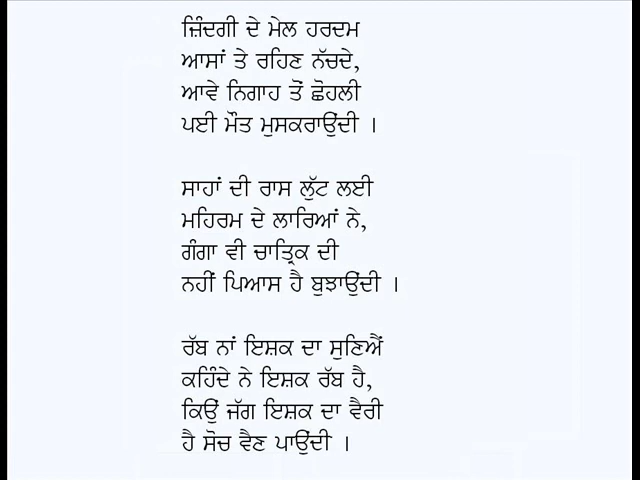 ਜ਼ਿੰਦਗੀ ਦੇ ਮੇਲ ਹਰਦਮ
ਆਸਾਂ ਤੇ ਰਹਿਣ ਨੱਚਦੇ,
ਆਵੇ ਨਿਗਾਹ ਤੋਂ ਛੋਹਲੀ
ਪਈ ਮੌਤ ਮੁਸਕਰਾਉਂਦੀ ।
ਸਾਹਾਂ ਦੀ ਰਾਸ ਲੁੱਟ ਲਈ
ਮਹਿਰਮ ਦੇ ਲਾਰਿਆਂ ਨੇ,
ਗੰਗਾ ਵੀ ਚਾਤ੍ਰਿਕ ਦੀ
ਨਹੀਂ ਪਿਆਸ ਹੈ ਬੁਝਾਉਂਦੀ ।
ਰੱਬ ਨਾਂ ਇਸ਼ਕ ਦਾ ਸੁਣਿਐਂ
ਕਹਿੰਦੇ ਨੇ ਇਸ਼ਕ ਰੱਬ ਹੈ,
ਕਿਉਂ ਜੱਗ ਇਸ਼ਕ ਦਾ ਵੈਰੀ
ਹੈ ਸੋਚ ਵੈਣ ਪਾਉਂਦੀ ।